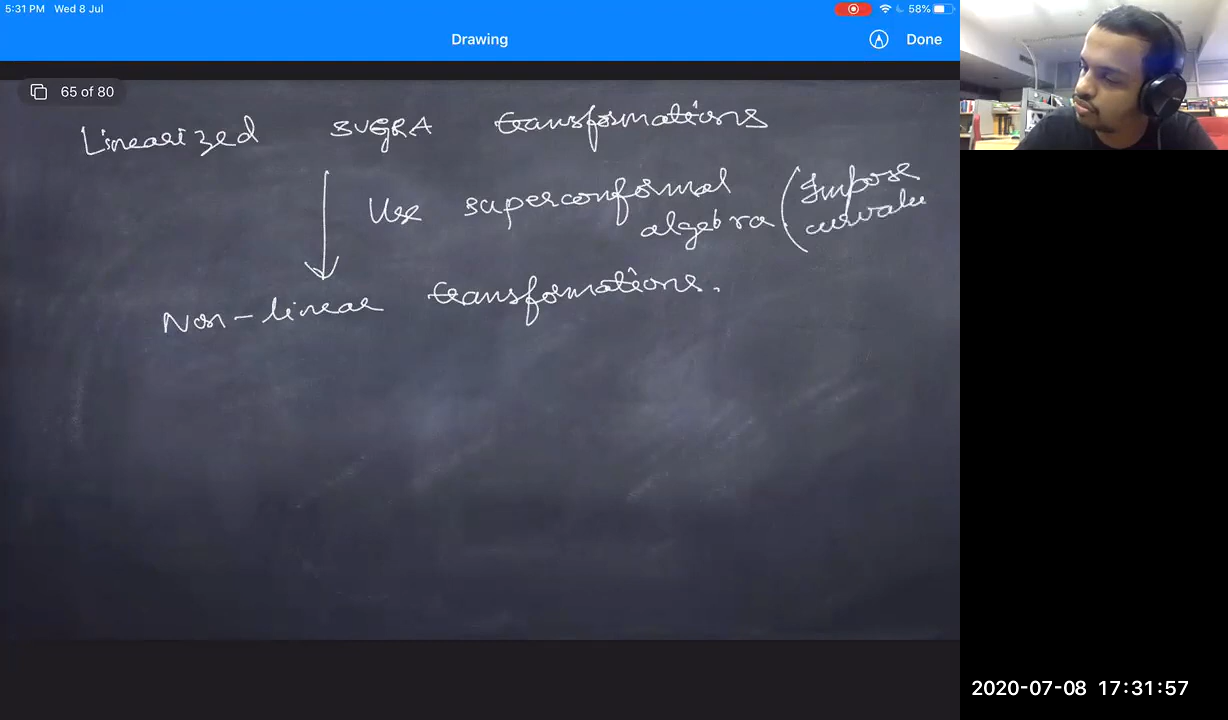 5:31 PM Wed 8 Jul
58%
Drawing
Done
65 of 80
Linearized SUGRA transformations
Use superconformal algebra (Impose
Non-linear transformations.
2020-07-08 17:31:57